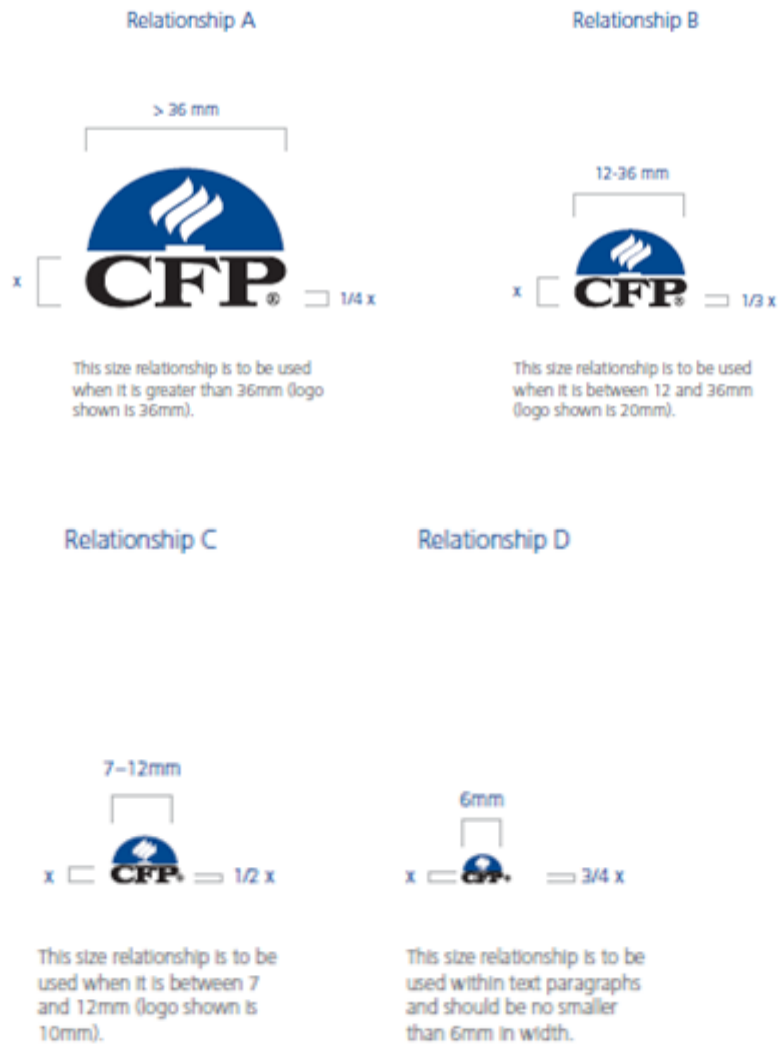 Relationship A
Relationship B
> 36 mm
12-36 mm
CFP®
CFP®
x
1/4 x
x
1/3 x
This size relationship is to be used
when it is greater than 36mm (logo
shown is 36mm).
This size relationship is to be used
when it is between 12 and 36mm
(logo shown is 20mm).
Relationship C
Relationship D
7–12mm
6mm
x
CFP®
1/2 x
x
CFP®
3/4 x
This size relationship is to be
used when it is between 7
and 12mm (logo shown is
10mm).
This size relationship is to be
used within text paragraphs
and should be no smaller
than 6mm in width.